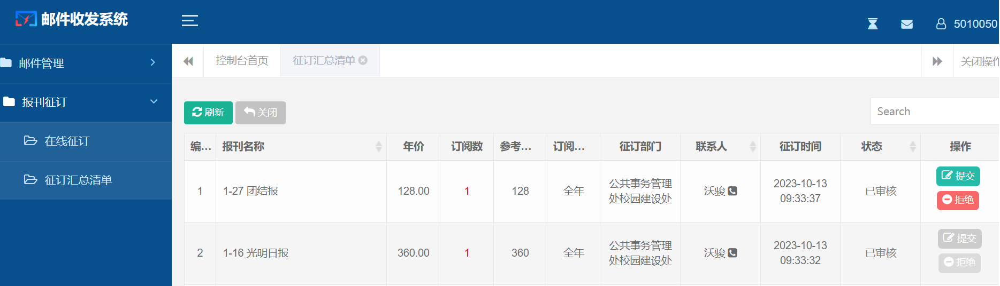 邮件收发系统
5010050
邮件管理
报刊征订
在线征订
征订汇总清单
控制台首页
征订汇总清单
关闭操作
刷新
关闭
Search
编... 报刊名称 年价 订阅数 参考... 订阅... 征订部门 联系人 征订时间 状态 操作
1 1-27 团结报 128.00 1 128 全年 公共事务管理处校园建设处 沃骏 2023-10-13 09:33:37 已审核 提交 拒绝
2 1-16 光明日报 360.00 1 360 全年 公共事务管理处校园建设处 沃骏 2023-10-13 09:33:32 已审核 提交 拒绝